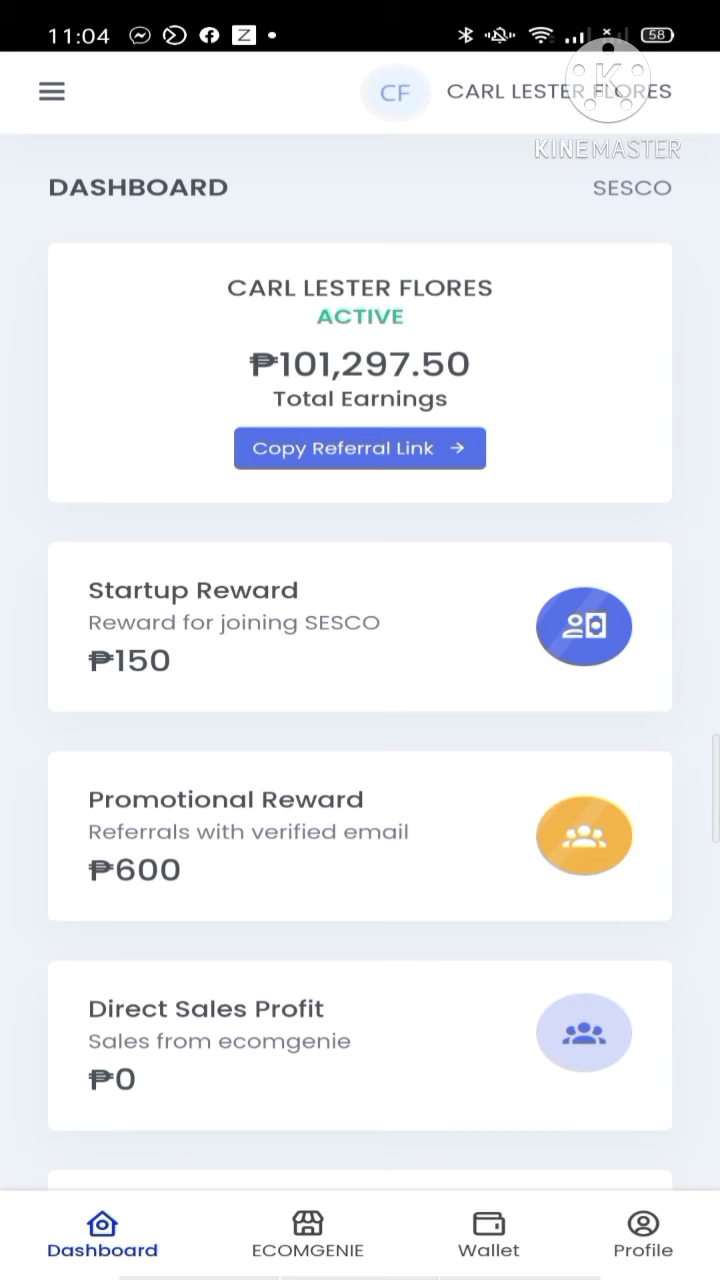 11:04
Z
58
CF
CARL LESTER FLORES
K
KINEMASTER
DASHBOARD
SESCO
CARL LESTER FLORES
ACTIVE
₱101,297.50
Total Earnings
Copy Referral Link →
Startup Reward
Reward for joining SESCO
₱150
Promotional Reward
Referrals with verified email
₱600
Direct Sales Profit
Sales from ecomgenie
₱0
Dashboard
ECOMGENIE
Wallet
Profile